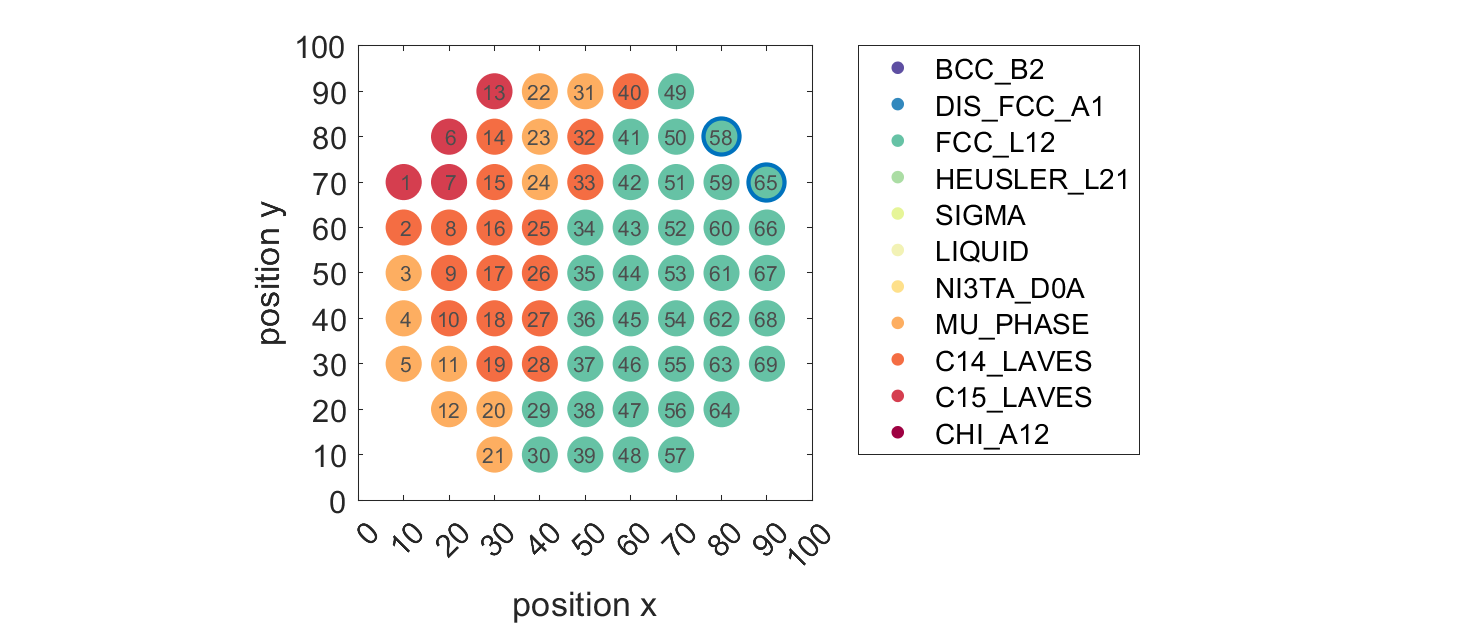 100
90 13 22 31 40 49
80 6 14 23 32 41 50 58
70 1 7 15 24 33 42 51 59 65
60 2 8 16 25 34 43 52 60 66
50 3 9 17 26 35 44 53 61 67
40 4 10 18 27 36 45 54 62 68
30 5 11 19 28 37 46 55 63 69
20 12 20 29 38 47 56 64
10 21 30 39 48 57
0
0 10 20 30 40 50 60 70 80 90 100
position x
position y
BCC_B2
DIS_FCC_A1
FCC_L12
HEUSLER_L21
SIGMA
LIQUID
NI3TA_D0A
MU_PHASE
C14_LAVES
C15_LAVES
CHI_A12